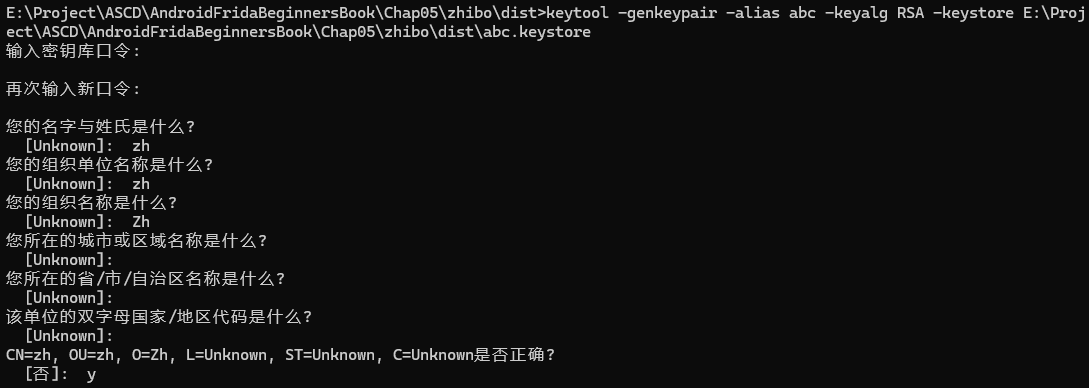 E:\Project\ASCD\AndroidFridaBeginnersBook\Chap05\zhibo\dist>keytool -genkeypair -alias abc -keyalg RSA -keystore E:\Proj
ect\ASCD\AndroidFridaBeginnersBook\Chap05\zhibo\dist\abc.keystore
输入密钥库口令:
再次输入新口令:
您的名字与姓氏是什么?
[Unknown]: zh
您的组织单位名称是什么?
[Unknown]: zh
您的组织名称是什么?
[Unknown]: Zh
您所在的城市或区域名称是什么?
[Unknown]:
您所在的省/市/自治区名称是什么?
[Unknown]:
该单位的双字母国家/地区代码是什么?
[Unknown]:
CN=zh, OU=zh, O=Zh, L=Unknown, ST=Unknown, C=Unknown是否正确?
[否]: y